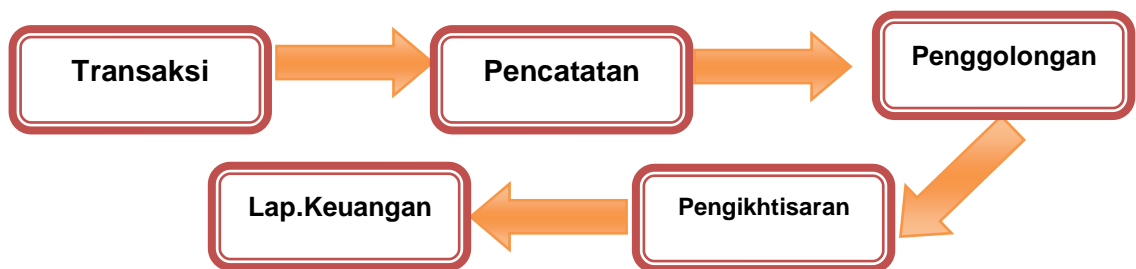 Transaksi
Pencatatan
Penggolongan
Pengikhtisaran
Lap.Keuangan